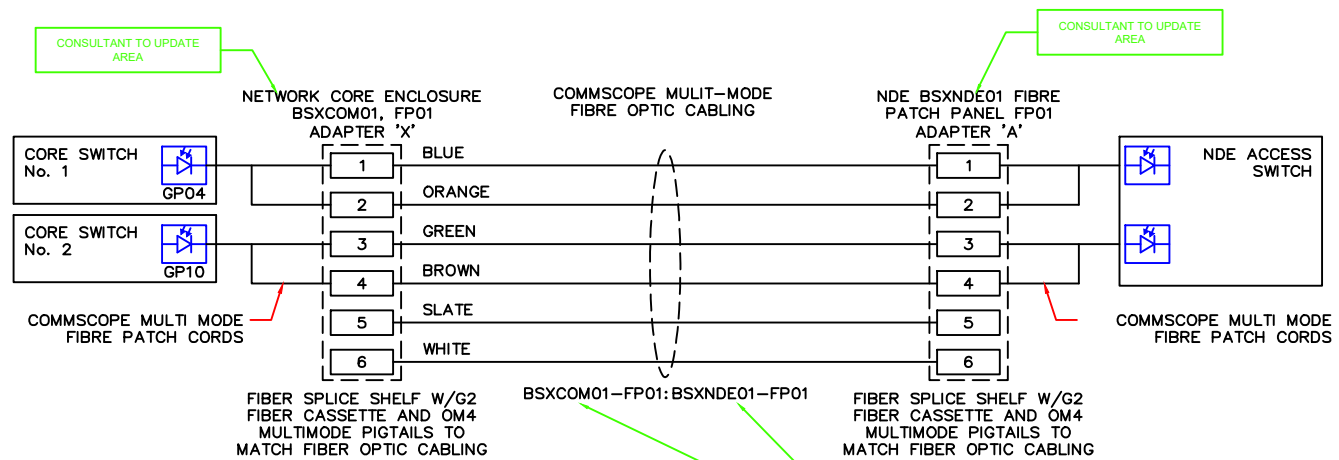 CONSULTANT TO UPDATE
AREA
CONSULTANT TO UPDATE
AREA
NETWORK CORE ENCLOSURE
BSXCOM01, FP01
ADAPTER 'X'
COMMSCOPE MULIT-MODE
FIBRE OPTIC CABLING
NDE BSXNDE01 FIBRE
PATCH PANEL FP01
ADAPTER 'A'
CORE SWITCH
No. 1
GP04
CORE SWITCH
No. 2
GP10
1
2
3
4
5
6
BLUE
ORANGE
GREEN
BROWN
SLATE
WHITE
1
2
3
4
5
6
NDE ACCESS
SWITCH
COMMSCOPE MULTI MODE
FIBRE PATCH CORDS
COMMSCOPE MULTI MODE
FIBRE PATCH CORDS
FIBER SPLICE SHELF W/G2
FIBER CASSETTE AND OM4
MULTIMODE PIGTAILS TO
MATCH FIBER OPTIC CABLING
BSXCOM01-FP01:BSXNDE01-FP01
FIBER SPLICE SHELF W/G2
FIBER CASSETTE AND OM4
MULTIMODE PIGTAILS TO
MATCH FIBER OPTIC CABLING